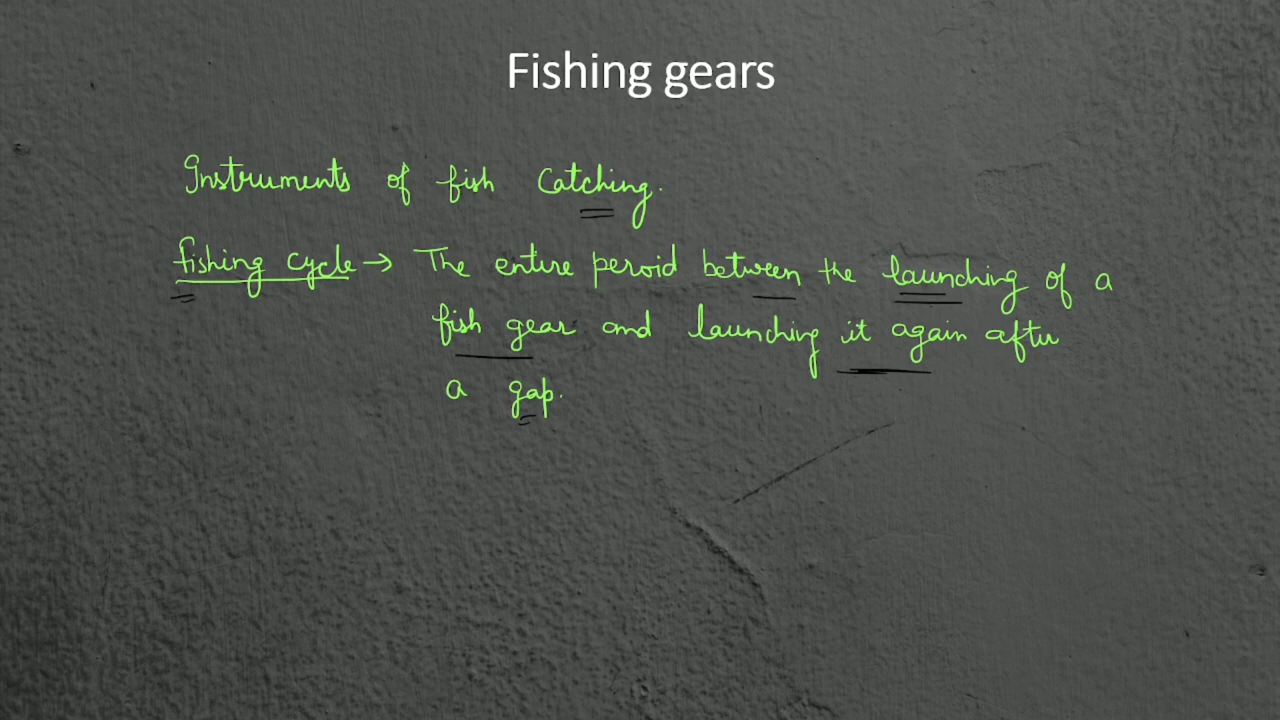 Fishing gears
Instruments of fish catching.
fishing cycle → The entire peroid between the launching of a
fish gear and launching it again after
a gap.